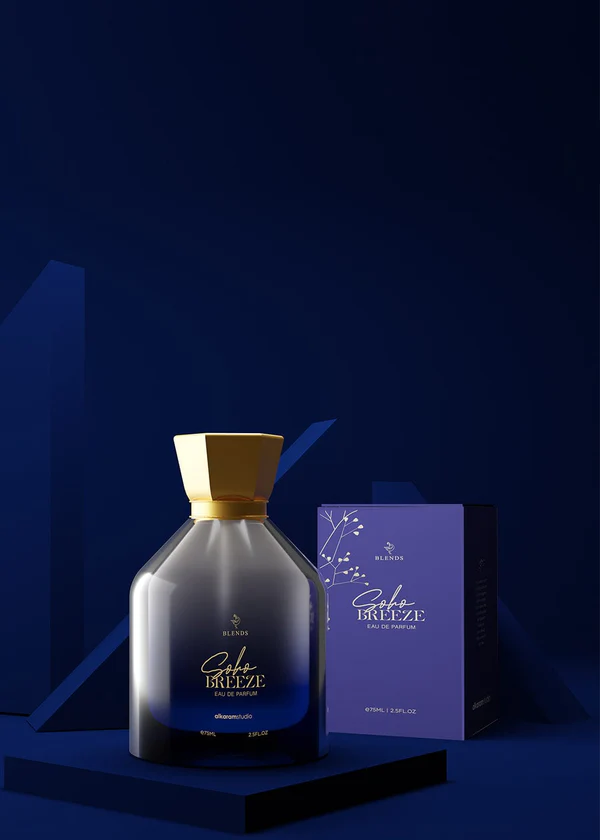 BLENDS
Soho
BREEZE
EAU DE PARFUM
alkaramstudio
℮75ML
2.5FL.OZ
BLENDS
Soho
BREEZE
EAU DE PARFUM
℮75ML | 2.5FL.OZ
alkaramstudio